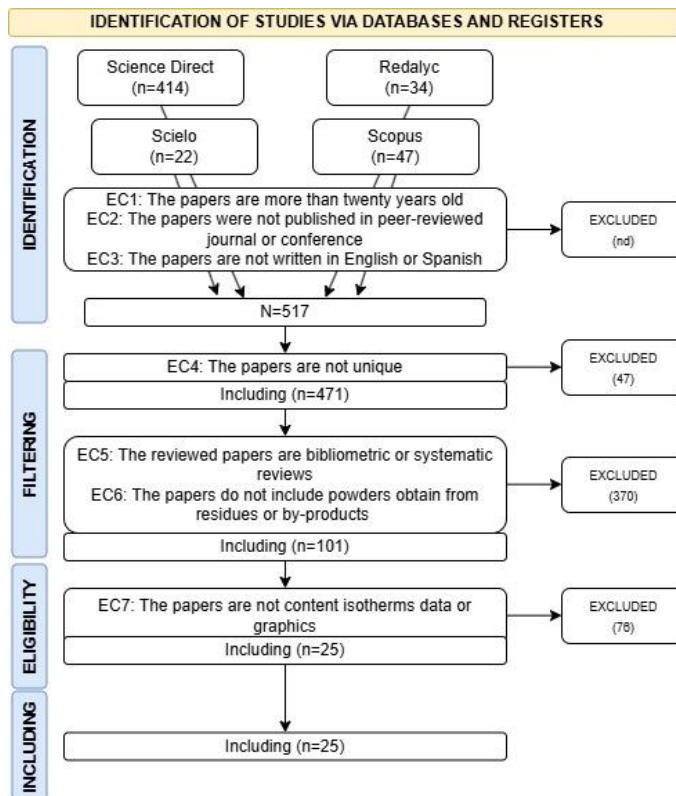 IDENTIFICATION OF STUDIES VIA DATABASES AND REGISTERS
IDENTIFICATION
Science Direct
(n=414)
Redalyc
(n=34)
Scielo
(n=22)
Scopus
(n=47)
EC1: The papers are more than twenty years old
EC2: The papers were not published in peer-reviewed
journal or conference
EC3: The papers are not written in English or Spanish
EXCLUDED
(nd)
N=517
FILTERING
EC4: The papers are not unique
EXCLUDED
(47)
Including (n=471)
EC5: The reviewed papers are bibliometric or systematic
reviews
EC6: The papers do not include powders obtain from
residues or by-products
EXCLUDED
(370)
Including (n=101)
ELIGIBILITY
EC7: The papers are not content isotherms data or
graphics
EXCLUDED
(76)
Including (n=25)
INCLUDING
Including (n=25)